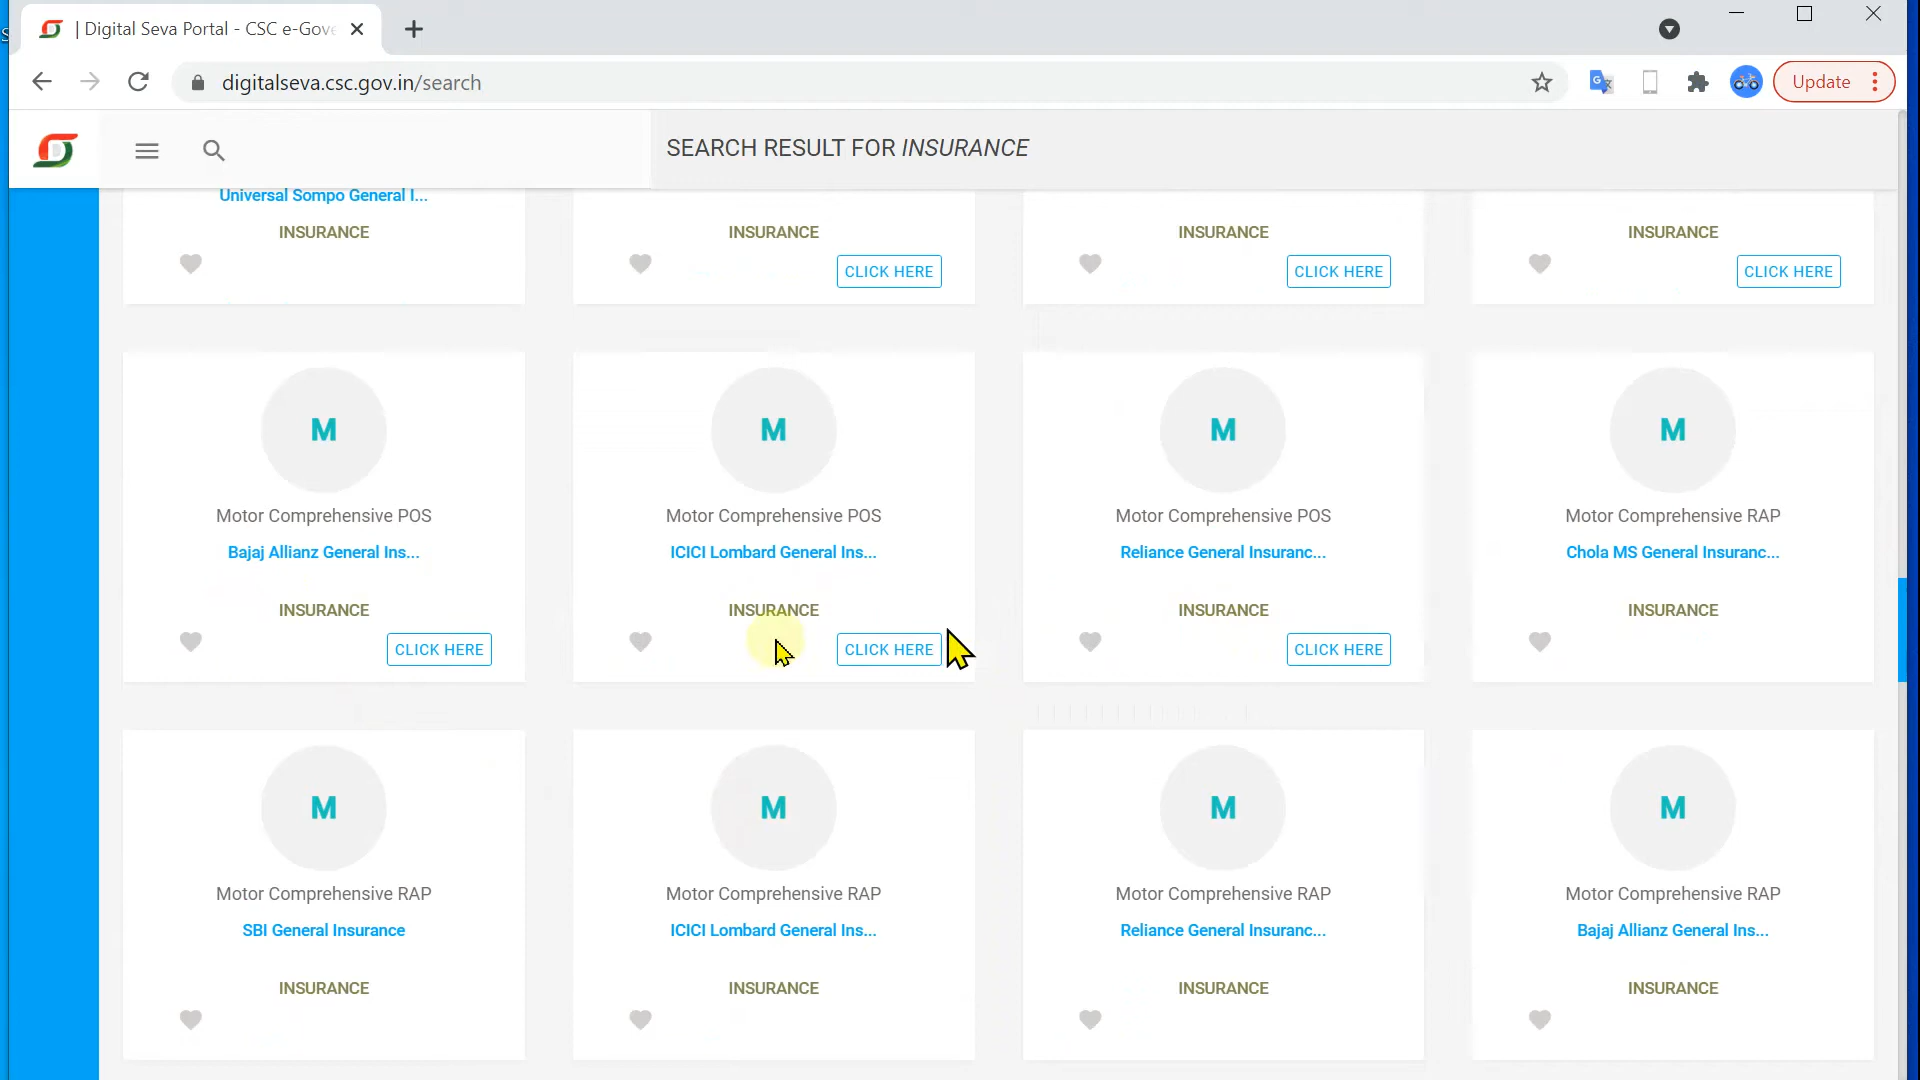 | Digital Seva Portal - CSC e-Gove
digitalseva.csc.gov.in/search
Update
SEARCH RESULT FOR INSURANCE
Universal Sompo General I...
INSURANCE
INSURANCE
INSURANCE
INSURANCE
CLICK HERE
CLICK HERE
CLICK HERE
M
M
M
M
Motor Comprehensive POS
Motor Comprehensive POS
Motor Comprehensive POS
Motor Comprehensive RAP
Bajaj Allianz General Ins...
ICICI Lombard General Ins...
Reliance General Insuranc...
Chola MS General Insuranc...
INSURANCE
INSURANCE
INSURANCE
INSURANCE
CLICK HERE
CLICK HERE
CLICK HERE
M
M
M
M
Motor Comprehensive RAP
Motor Comprehensive RAP
Motor Comprehensive RAP
Motor Comprehensive RAP
SBI General Insurance
ICICI Lombard General Ins...
Reliance General Insuranc...
Bajaj Allianz General Ins...
INSURANCE
INSURANCE
INSURANCE
INSURANCE